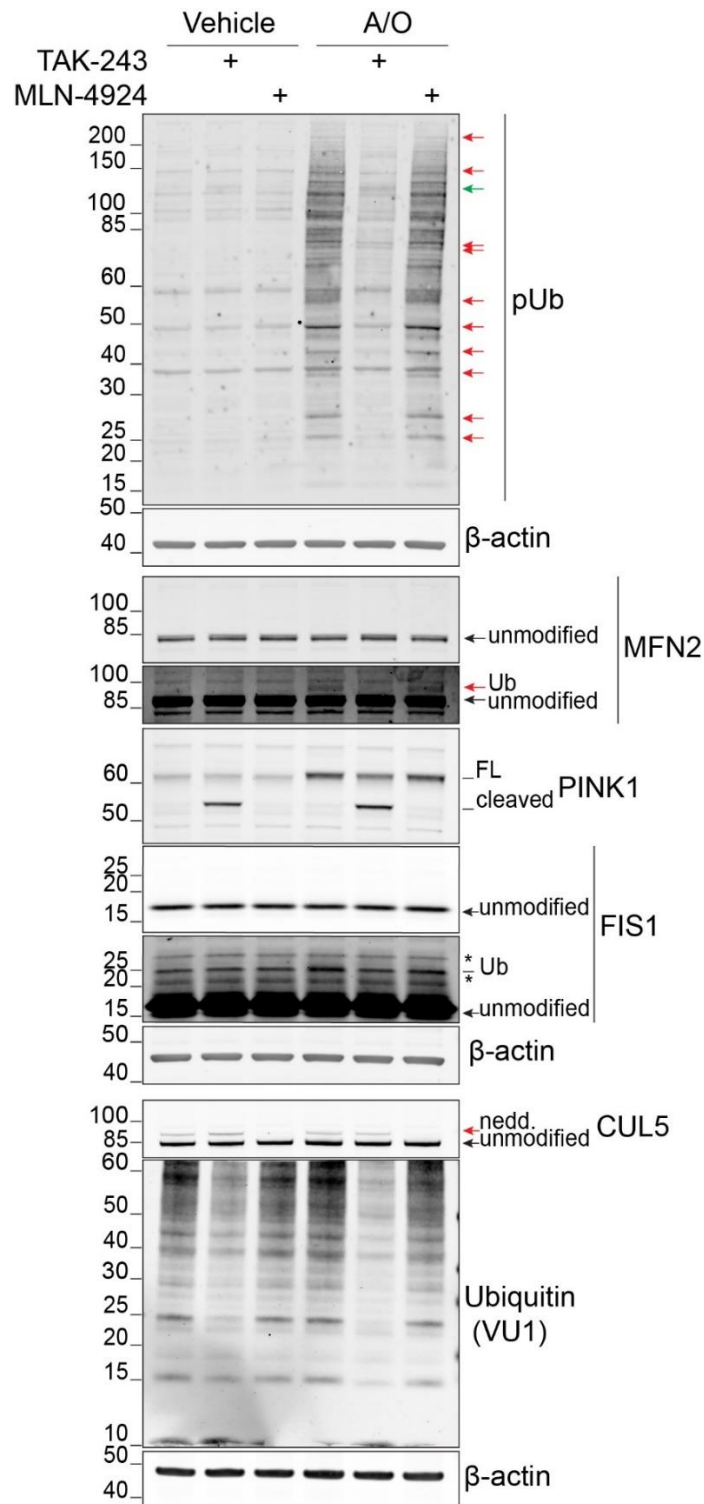 Vehicle A/O
TAK-243 + +
MLN-4924 + +
200
150
100
85
60
50
40
30
25
20
15
pUb
50
40
β-actin
100
85
unmodified
MFN2
100
85
Ub
unmodified
60
50
FL
cleaved
PINK1
25
20
15
unmodified
FIS1
25
20
15
*
Ub
*
unmodified
50
40
β-actin
100
85
nedd.
unmodified
CUL5
60
50
40
30
25
20
15
10
Ubiquitin
(VU1)
50
40
β-actin